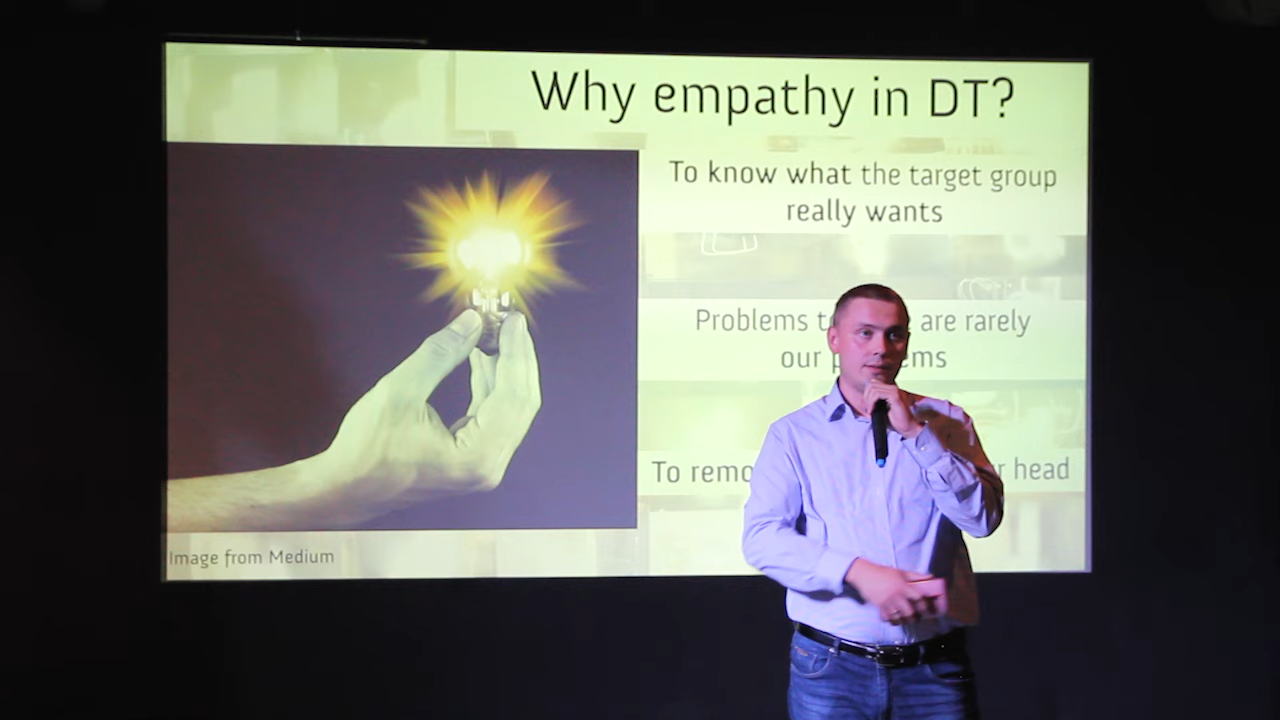 Why empathy in DT?
To know what the target group
really wants
Problems are rarely
our
To head
Image from Medium